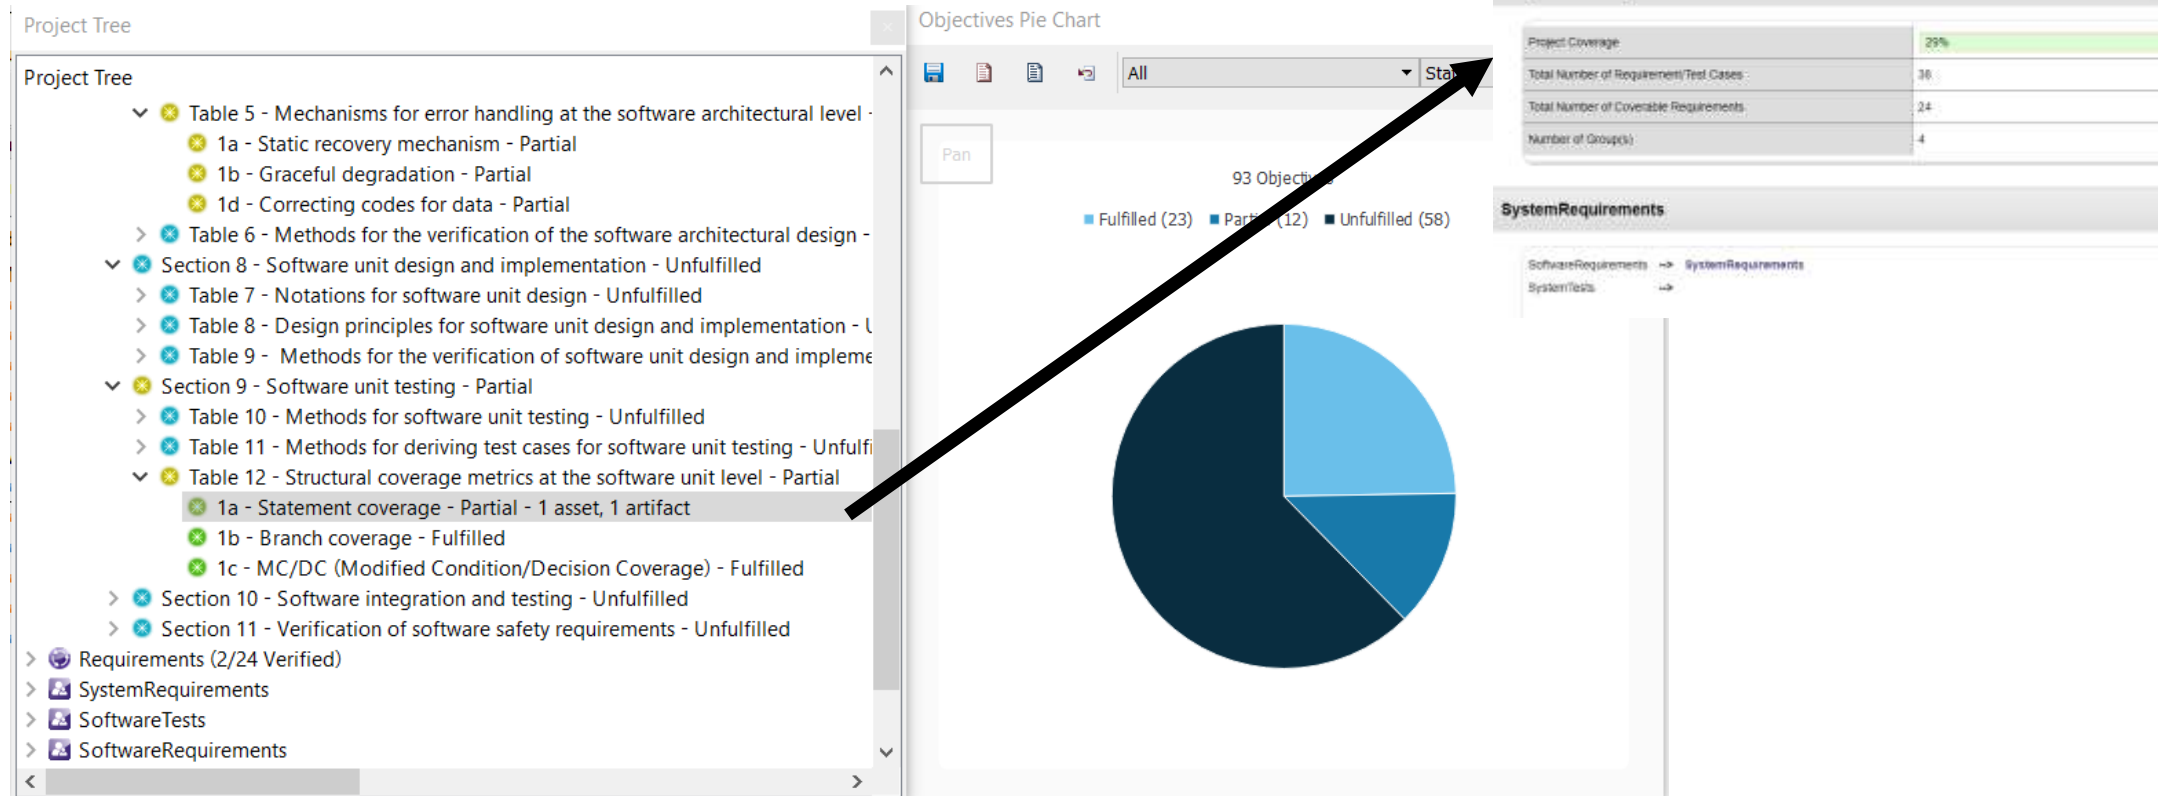 Project Tree
Project Tree
Table 5 - Mechanisms for error handling at the software architectural level -
1a - Static recovery mechanism - Partial
1b - Graceful degradation - Partial
1d - Correcting codes for data - Partial
Table 6 - Methods for the verification of the software architectural design -
Section 8 - Software unit design and implementation - Unfulfilled
Table 7 - Notations for software unit design - Unfulfilled
Table 8 - Design principles for software unit design and implementation - U
Table 9 - Methods for the verification of software unit design and impleme
Section 9 - Software unit testing - Partial
Table 10 - Methods for software unit testing - Unfulfilled
Table 11 - Methods for deriving test cases for software unit testing - Unfulfi
Table 12 - Structural coverage metrics at the software unit level - Partial
1a - Statement coverage - Partial - 1 asset, 1 artifact
1b - Branch coverage - Fulfilled
1c - MC/DC (Modified Condition/Decision Coverage) - Fulfilled
Section 10 - Software integration and testing - Unfulfilled
Section 11 - Verification of software safety requirements - Unfulfilled
Requirements (2/24 Verified)
SystemRequirements
SoftwareTests
SoftwareRequirements
Objectives Pie Chart
All
Pan
93 Objectives
Fulfilled (23) Partial (12) Unfulfilled (58)
Project Coverage 29%
Total Number of Requirement/Test Cases 38
Total Number of Coverable Requirements 24
Number of Group(s) 4
SystemRequirements
SoftwareRequirements --> SystemRequirements
SystemTests -->